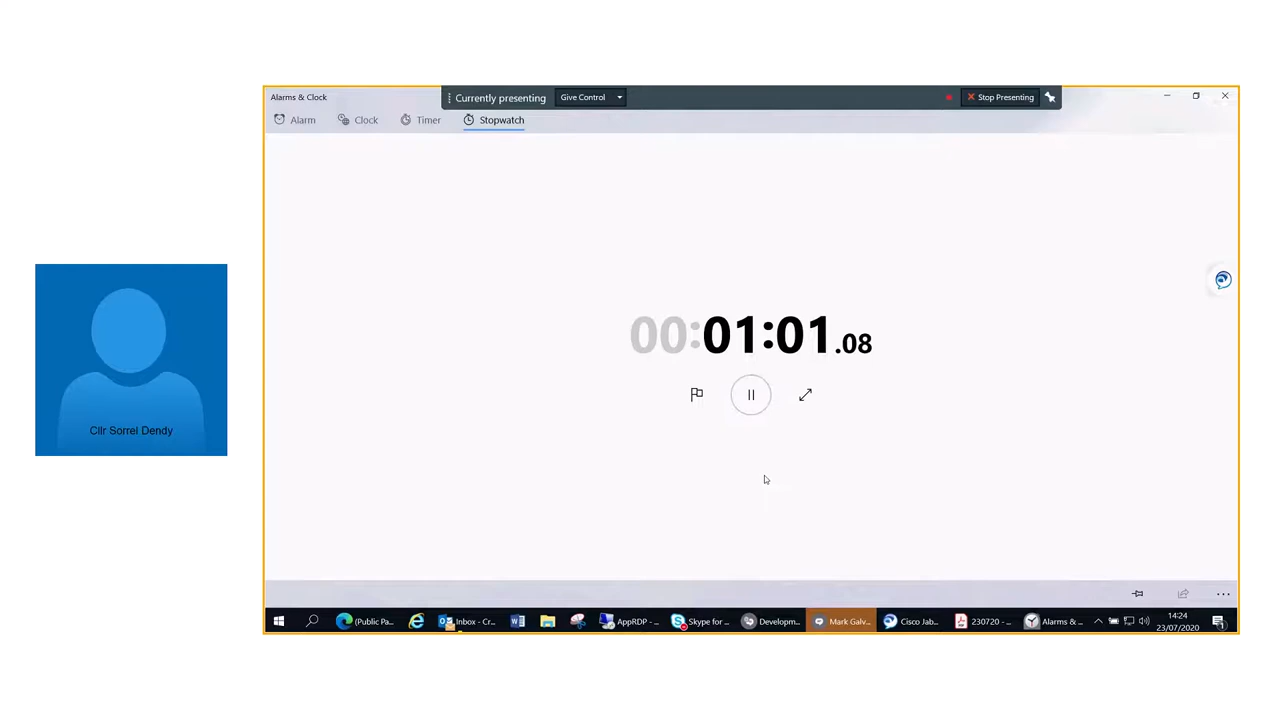 Alarms & Clock
Currently presenting
Give Control
Stop Presenting
Alarm
Clock
Timer
Stopwatch
00:01:01.08
Cllr Sorrel Dendy
(Public Pa...
Inbox - Cr...
AppRDP - ...
Skype for ...
Developm...
Mark Galv...
Cisco Jab...
230720 - ...
Alarms & ...
14:24
23/07/2020
1